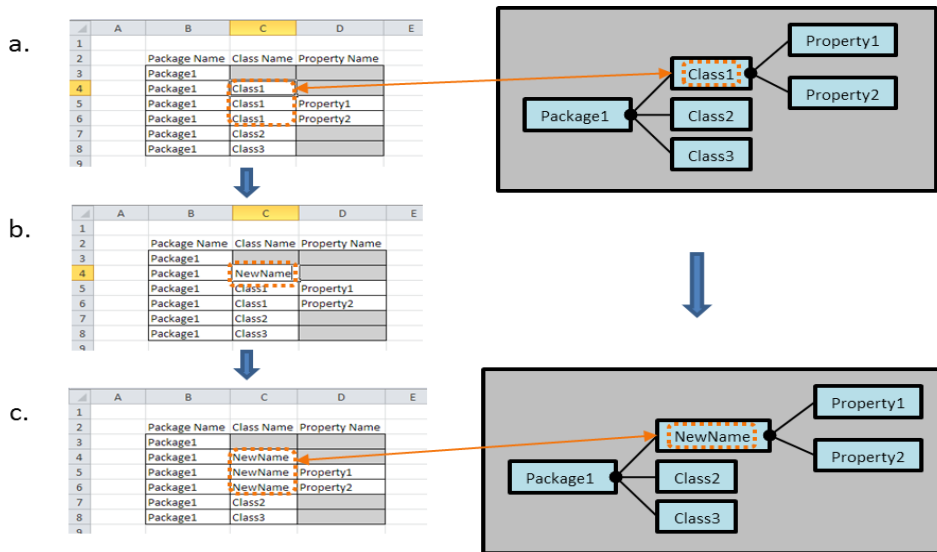 a.
A B C D E
1
2 Package Name Class Name Property Name
3 Package1
4 Package1 Class1
5 Package1 Class1 Property1
6 Package1 Class1 Property2
7 Package1 Class2
8 Package1 Class3
9
Property1
Class1
Property2
Package1
Class2
Class3
b.
A B C D E
1
2 Package Name Class Name Property Name
3 Package1
4 Package1 NewName
5 Package1 Class1 Property1
6 Package1 Class1 Property2
7 Package1 Class2
8 Package1 Class3
9
c.
A B C D E
1
2 Package Name Class Name Property Name
3 Package1
4 Package1 NewName
5 Package1 NewName Property1
6 Package1 NewName Property2
7 Package1 Class2
8 Package1 Class3
9
Property1
NewName
Property2
Package1
Class2
Class3